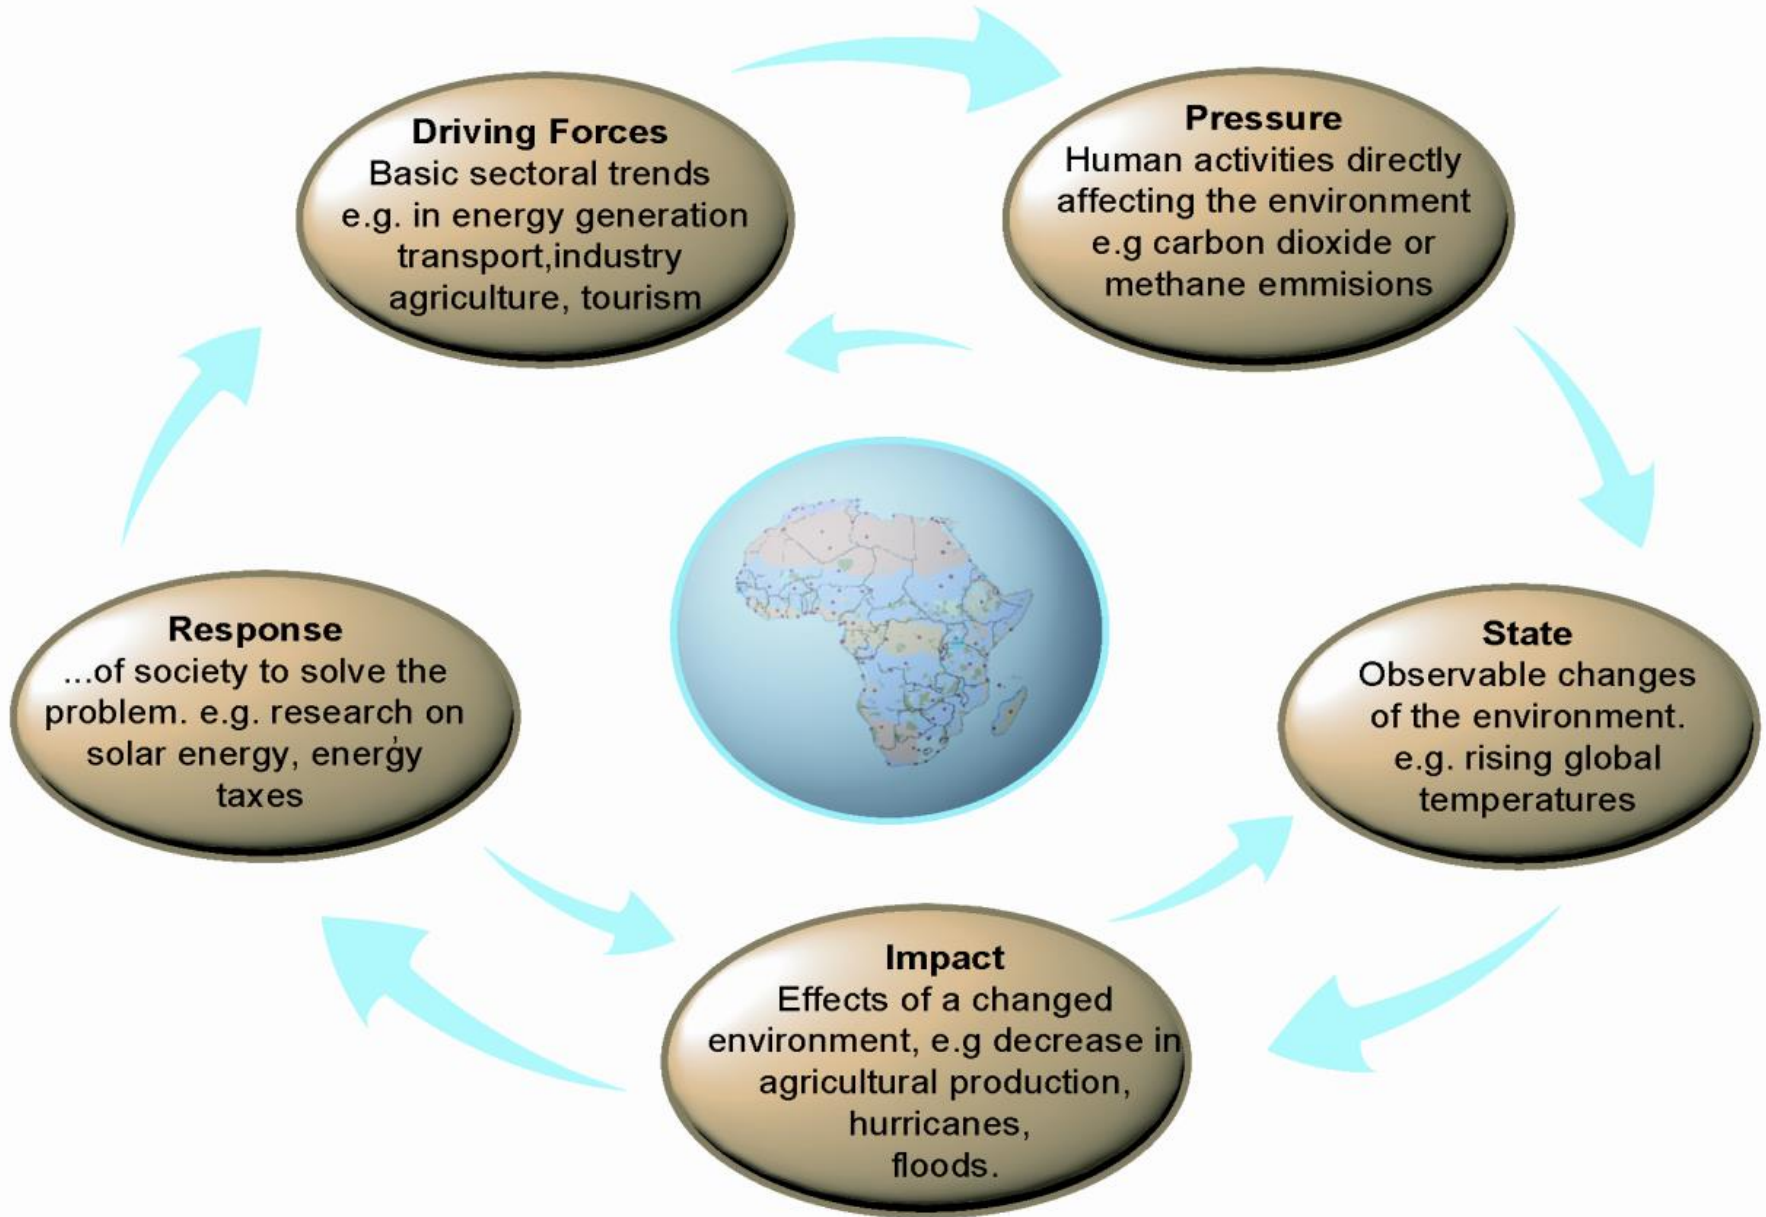 Driving Forces
Basic sectoral trends
e.g. in energy generation
transport,industry
agriculture, tourism
Pressure
Human activities directly
affecting the environment
e.g carbon dioxide or
methane emmisions
State
Observable changes
of the environment.
e.g. rising global
temperatures
Impact
Effects of a changed
environment, e.g decrease in
agricultural production,
hurricanes,
floods.
Response
...of society to solve the
problem. e.g. research on
solar energy, energy
taxes